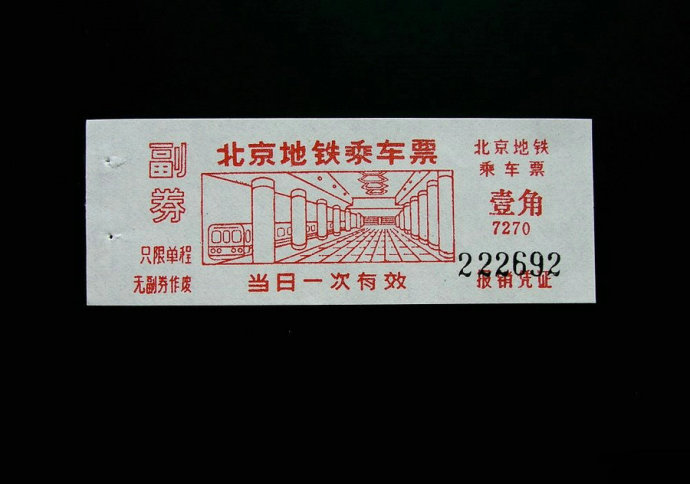 副券
只限单程
无副券作废
北京地铁乘车票
当日一次有效
北京地铁
乘车票
壹角
7270
222692
报销凭证